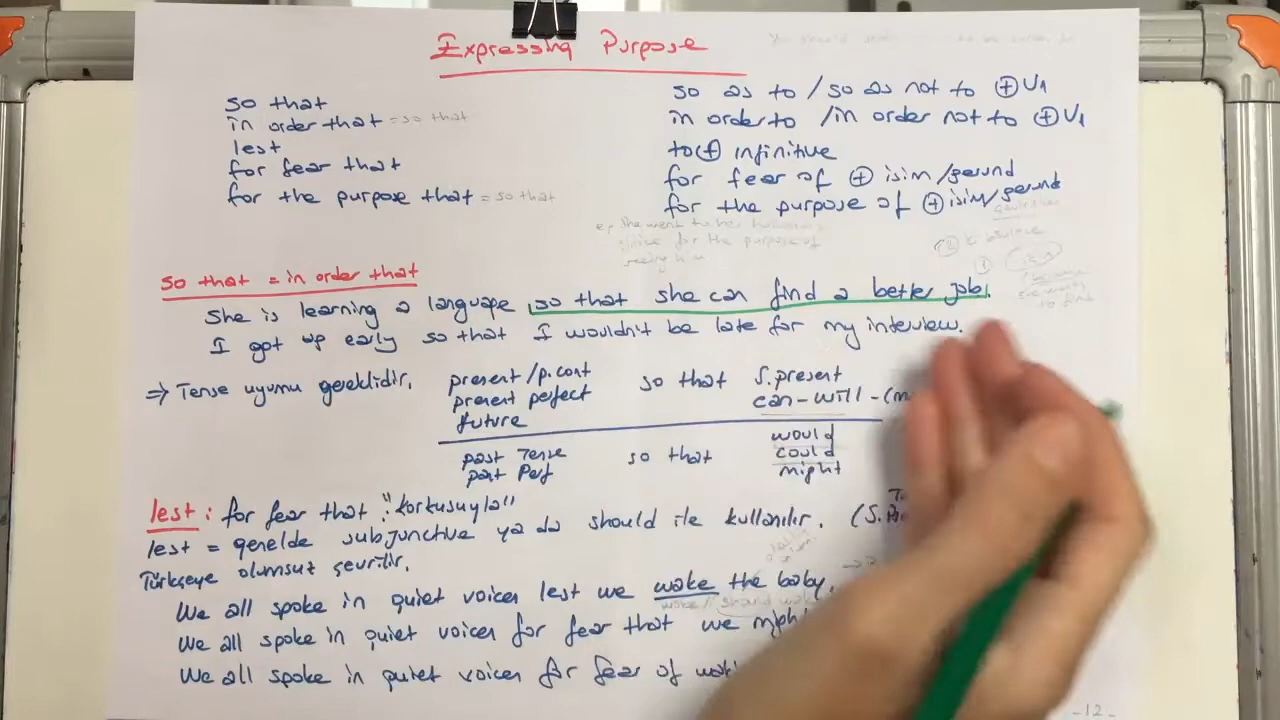 Expressing Purpose
so that
in order that = so that
lest
for fear that
for the purpose that = so that
so as to / so as not to ⊕ V1
in order to / in order not to ⊕ V1
to ⊕ infinitive
for fear of ⊕ isim/gerund
for the purpose of ⊕ isim/gerund
so that = in order that
She is learning a language so that she can find a better job.
I got up early so that I wouldn't be late for my interview.
⇒ Tense uyumu gereklidir.
present / p.cont
present perfect
future
so that
S.present
can - will - (m
past Tense
past Perf
so that
would
could
might
lest : for fear that : "korkusuyla"
lest = genelde subjunctive ya da should ile kullanılır.
Türkçeye olumsuz çevrilir.
We all spoke in quiet voices lest we wake the baby.
We all spoke in quiet voices for fear that we migh
We all spoke in quiet voices for fear of
-12-